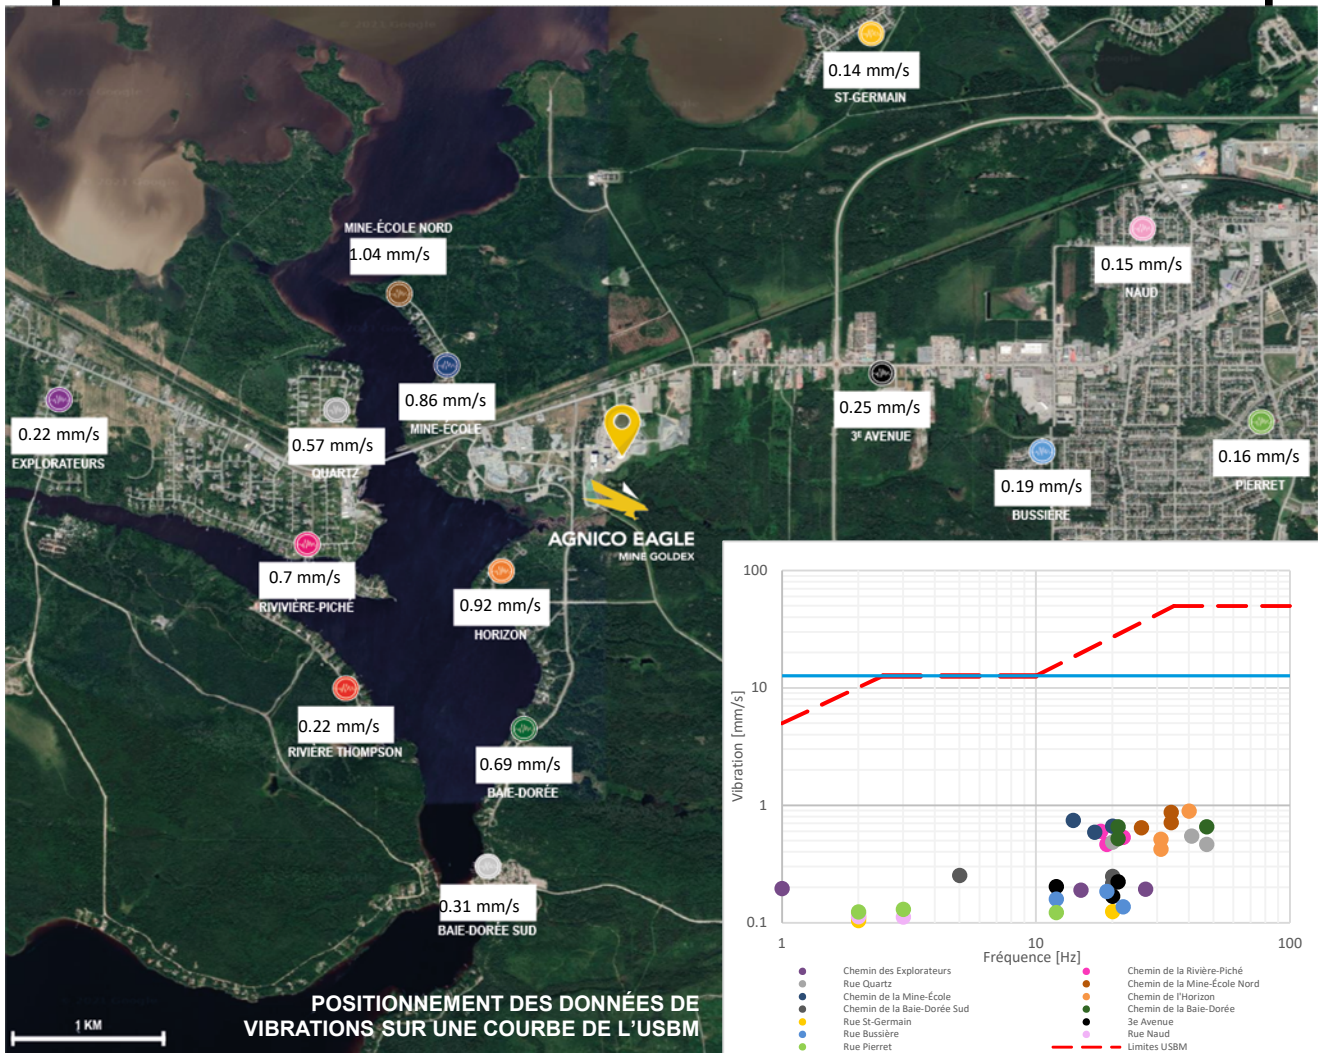 0.14 mm/s
ST-GERMAIN
MINE-ÉCOLE NORD
1.04 mm/s
0.15 mm/s
NAUD
0.86 mm/s
MINE-ÉCOLE
0.22 mm/s
EXPLORATEURS
0.57 mm/s
QUARTZ
0.25 mm/s
3E AVENUE
0.16 mm/s
PIERRET
0.19 mm/s
BUSSIÈRE
AGNICO EAGLE
MINE GOLDEX
0.7 mm/s
RIVIVIÈRE-PICHÉ
0.92 mm/s
HORIZON
0.22 mm/s
RIVIÈRE THOMPSON
0.69 mm/s
BAIE-DORÉE
0.31 mm/s
BAIE-DORÉE SUD
POSITIONNEMENT DES DONNÉES DE
VIBRATIONS SUR UNE COURBE DE L'USBM
1 KM
100
10
1
0.1
Vibration [mm/s]
1
10
100
Fréquence [Hz]
Chemin des Explorateurs
Chemin de la Rivière-Piché
Rue Quartz
Chemin de la Mine-École Nord
Chemin de la Mine-École
Chemin de l'Horizon
Chemin de la Baie-Dorée Sud
Chemin de la Baie-Dorée
Rue St-Germain
3e Avenue
Rue Bussière
Rue Naud
Rue Pierret
Limites USBM